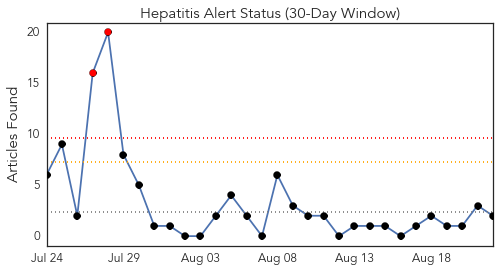 Hepatitis Alert Status (30-Day Window)
Articles Found
20
15
10
5
0
Jul 24
Jul 29
Aug 03
Aug 08
Aug 13
Aug 18